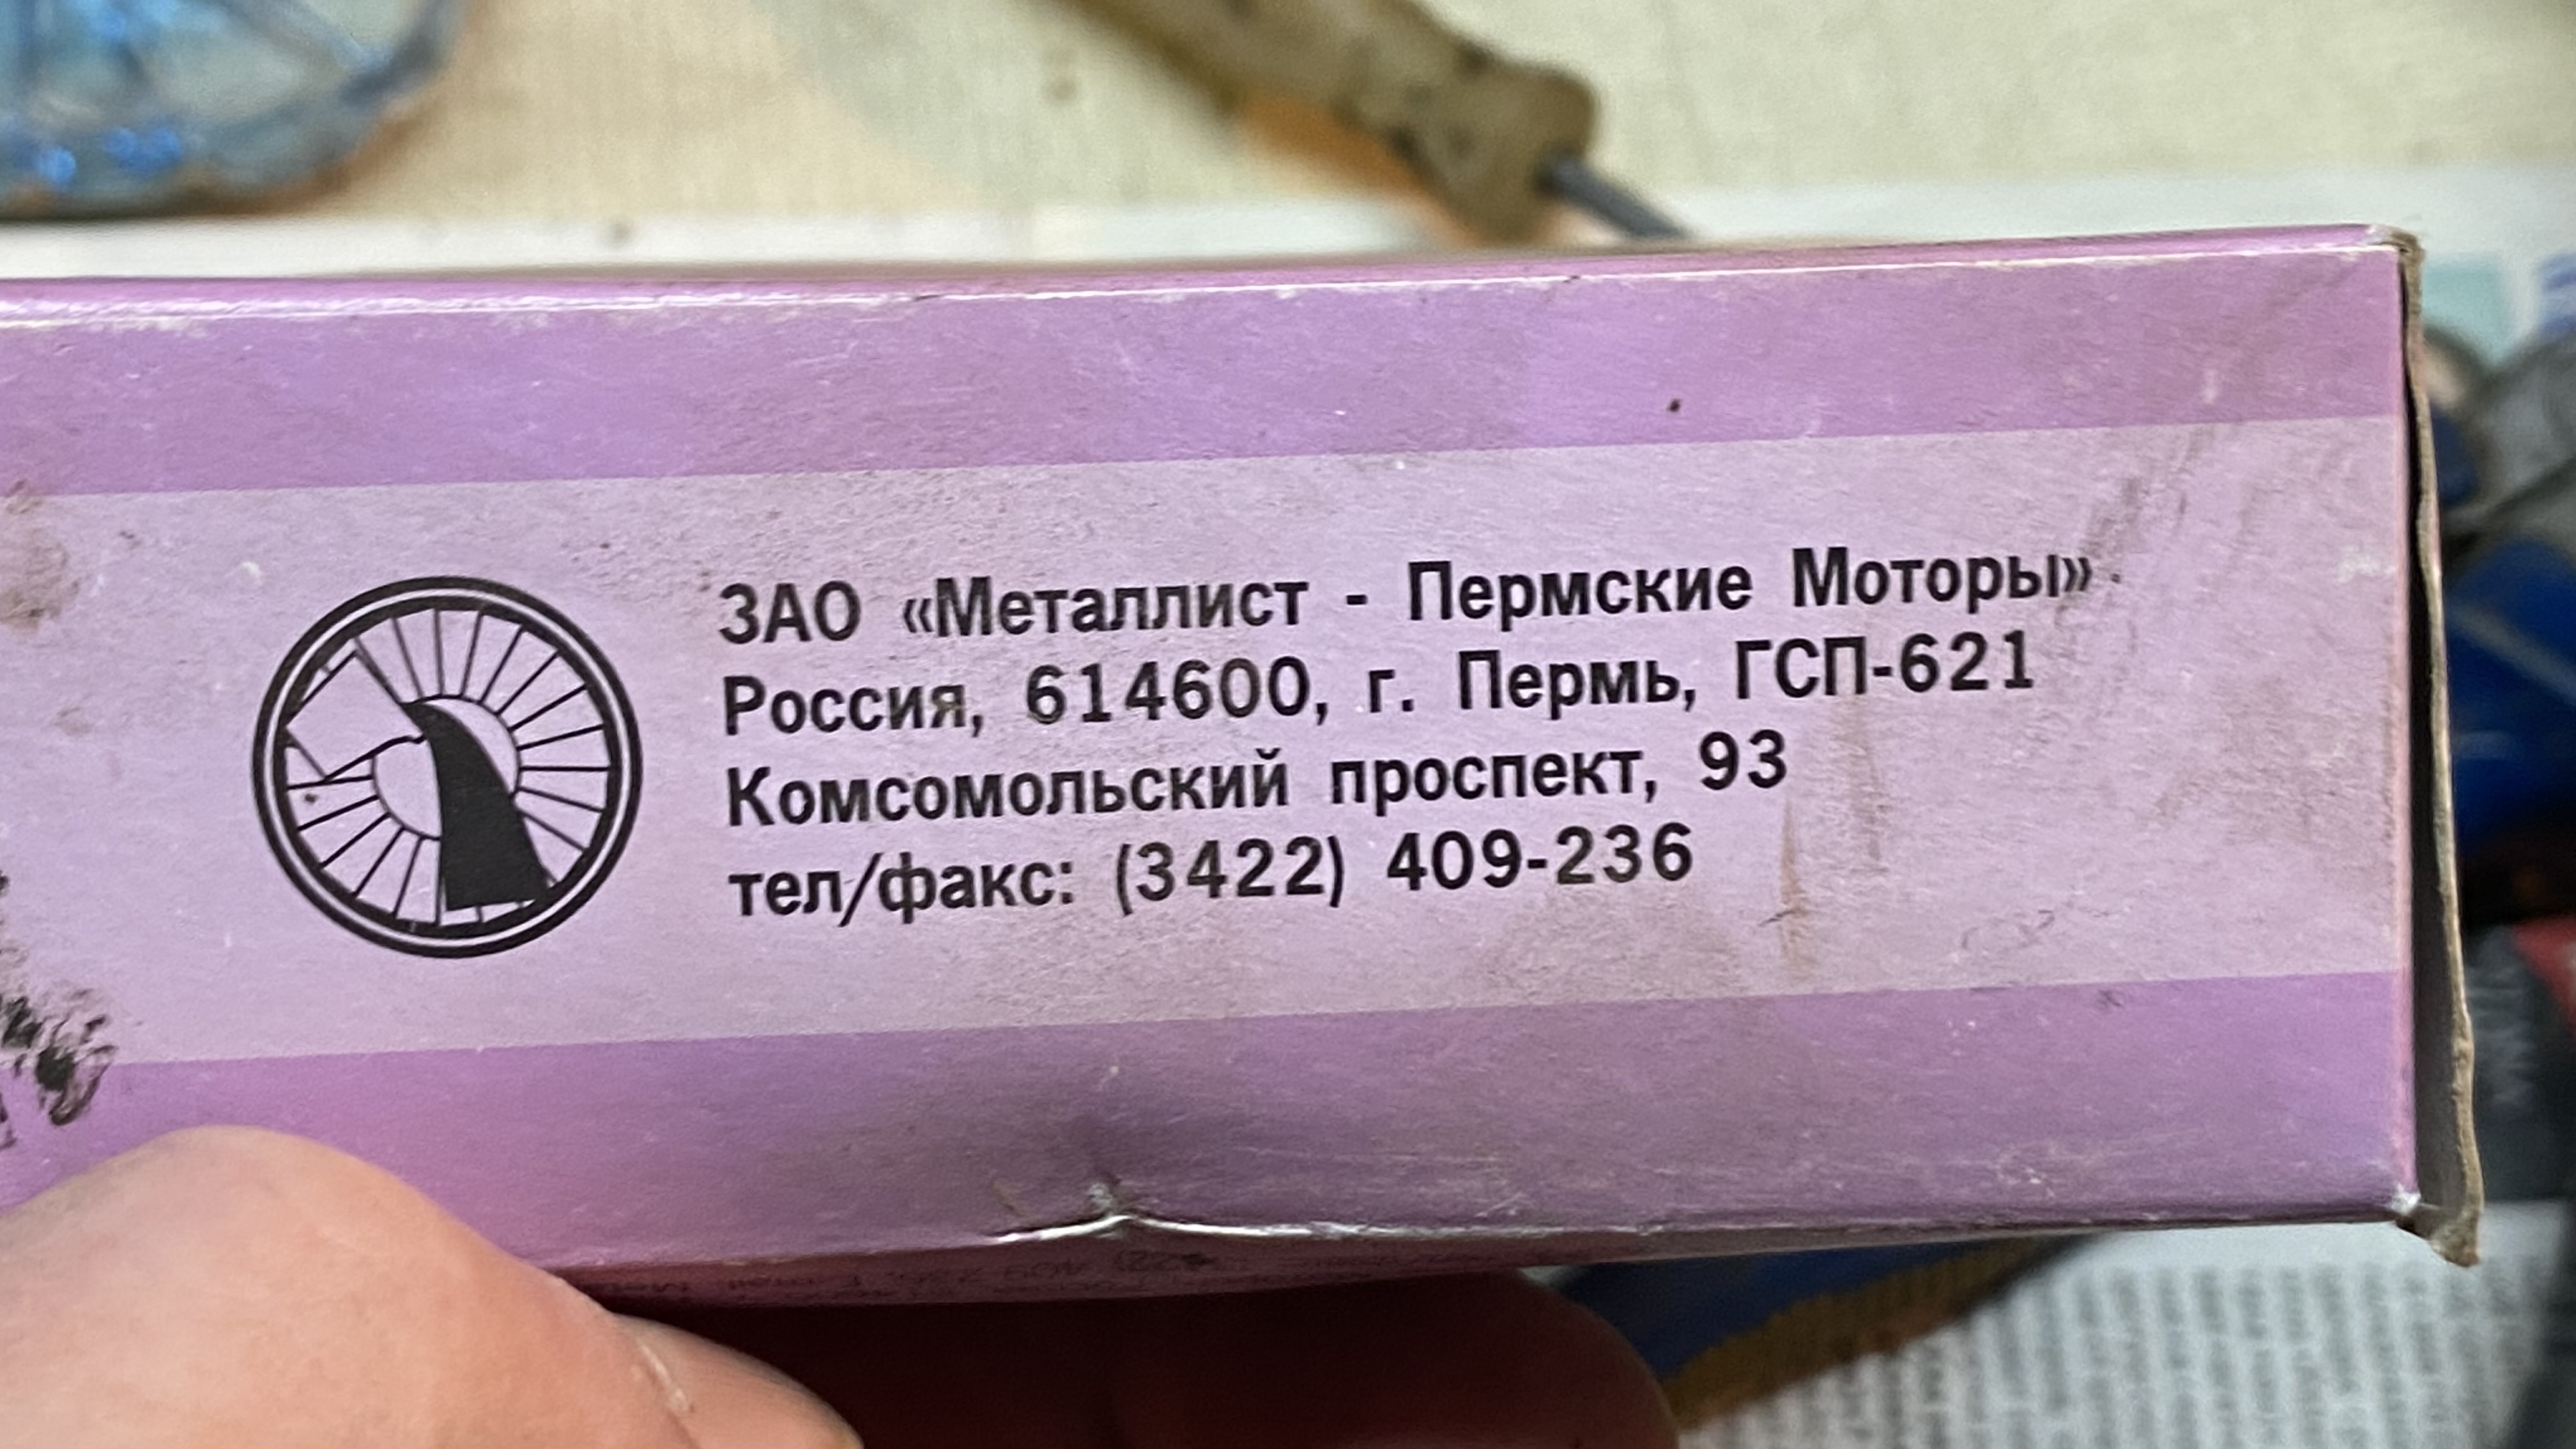 ЗАО «Металлист - Пермские Моторы»
Россия, 614600, г. Пермь, ГСП-621
Комсомольский проспект, 93
тел/факс: (3422) 409-236